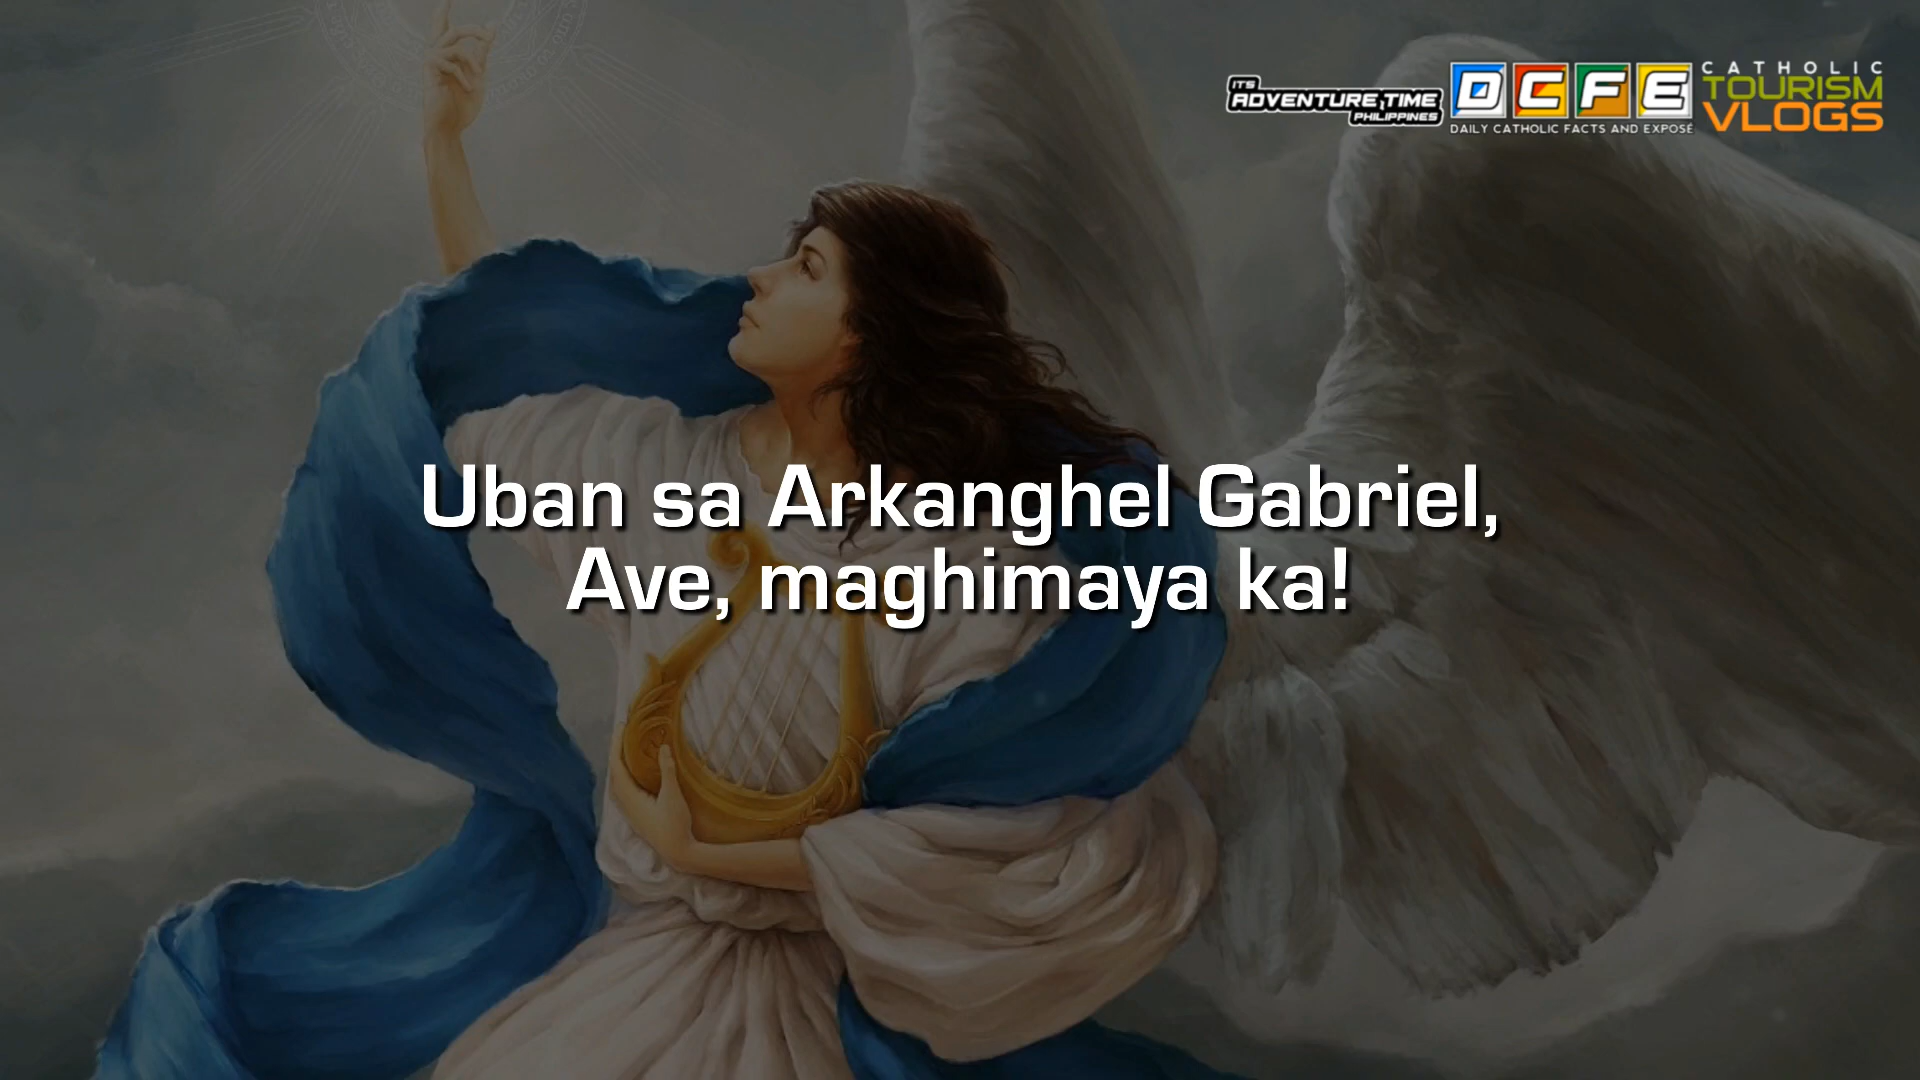 IT'S
ADVENTURE TIME
PHILIPPINES
DCFE
DAILY CATHOLIC FACTS AND EXPOSÉ
CATHOLIC
TOURISM
VLOGS
Uban sa Arkanghel Gabriel,
Ave, maghimaya ka!